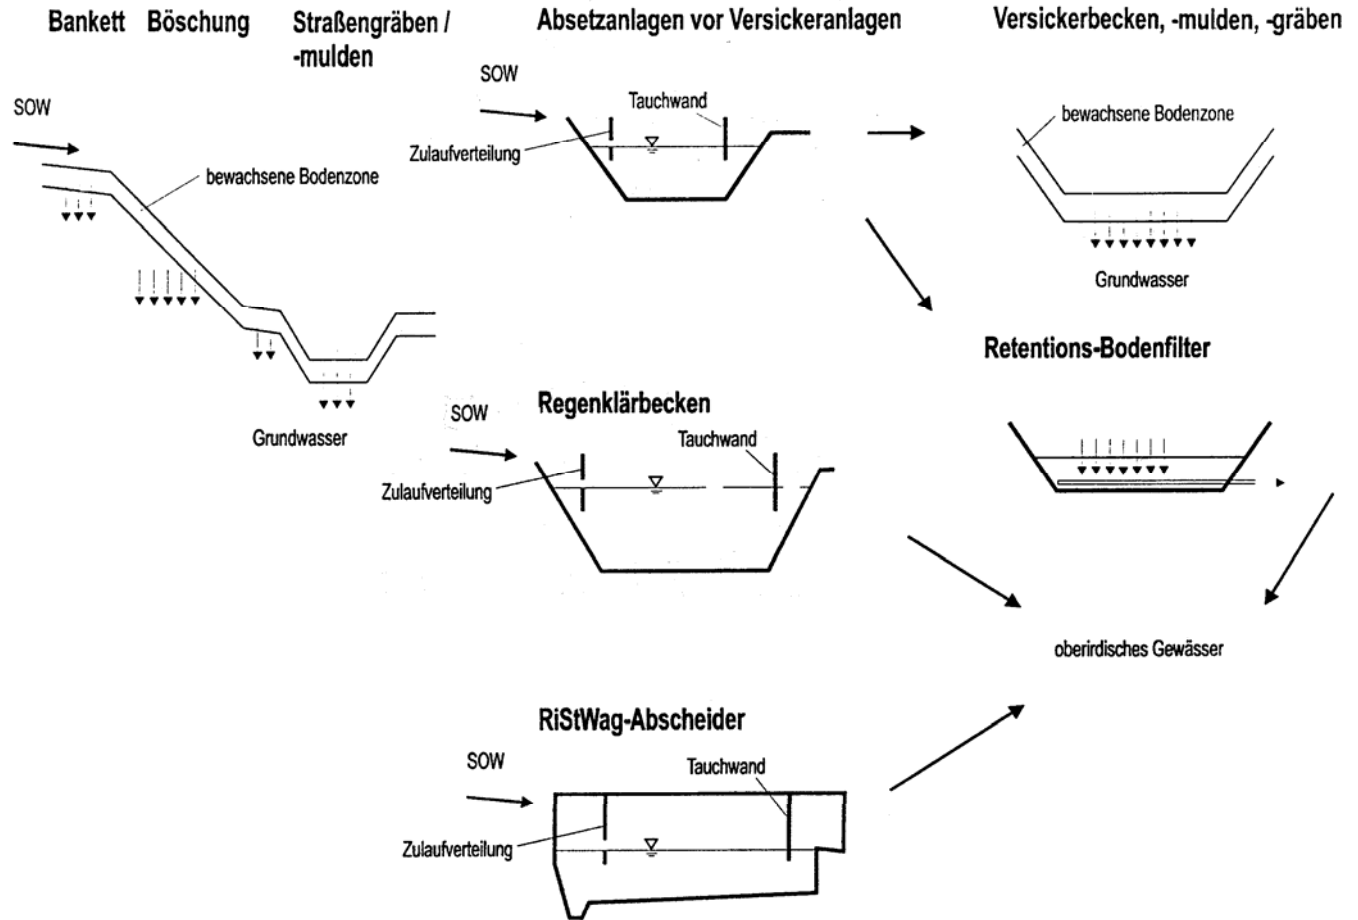 Bankett Böschung Straßengräben /
-mulden
SOW
bewachsene Bodenzone
Grundwasser
Absetzanlagen vor Versickeranlagen
SOW
Tauchwand
Zulaufverteilung
Versickerbecken, -mulden, -gräben
bewachsene Bodenzone
Grundwasser
Retentions-Bodenfilter
Regenklärbecken
SOW
Tauchwand
Zulaufverteilung
oberirdisches Gewässer
RiStWag-Abscheider
SOW
Tauchwand
Zulaufverteilung